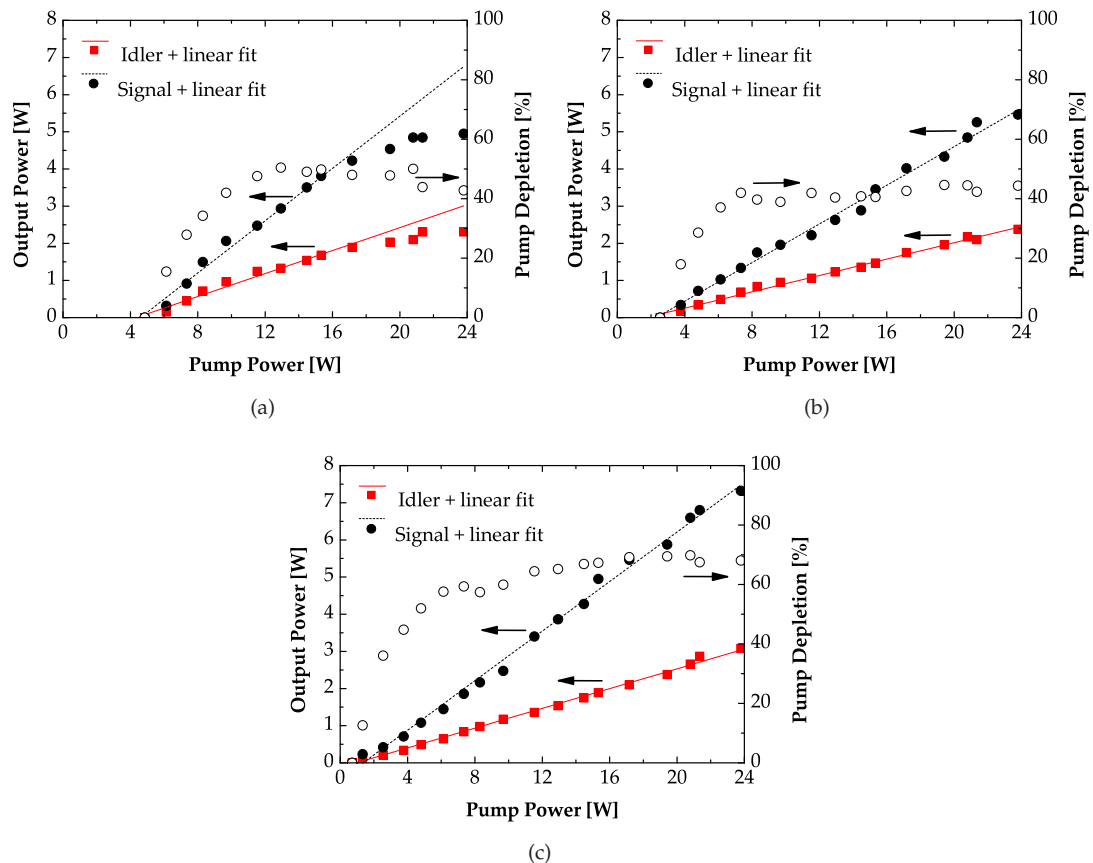 8
7
6
5
4
3
2
1
0
100
80
60
40
20
0
Idler + linear fit
Signal + linear fit
Output Power [W]
Pump Depletion [%]
0 4 8 12 16 20 24
Pump Power [W]
(a)
8
7
6
5
4
3
2
1
0
100
80
60
40
20
0
Idler + linear fit
Signal + linear fit
Output Power [W]
Pump Depletion [%]
0 4 8 12 16 20 24
Pump Power [W]
(b)
8
7
6
5
4
3
2
1
0
100
80
60
40
20
0
Idler + linear fit
Signal + linear fit
Output Power [W]
Pump Depletion [%]
0 4 8 12 16 20 24
Pump Power [W]
(c)